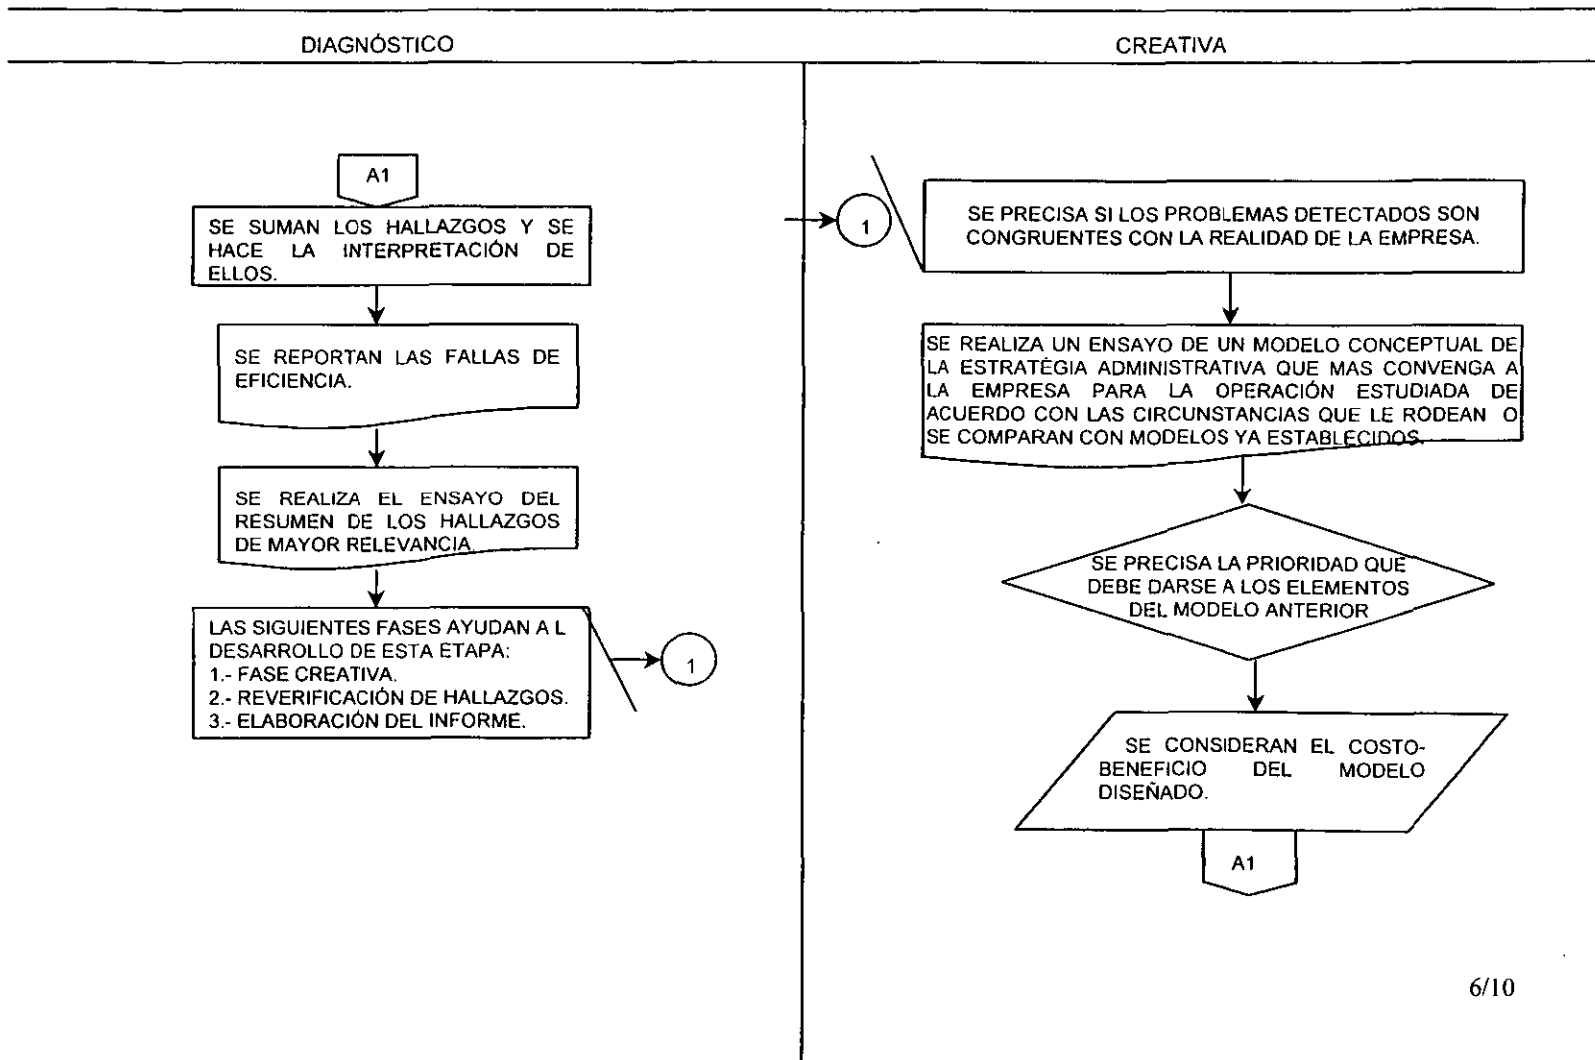 DIAGNÓSTICO
A1
SE SUMAN LOS HALLAZGOS Y SE
HACE LA INTERPRETACIÓN DE
ELLOS.
SE REPORTAN LAS FALLAS DE
EFICIENCIA.
SE REALIZA EL ENSAYO DEL
RESUMEN DE LOS HALLAZGOS
DE MAYOR RELEVANCIA.
LAS SIGUIENTES FASES AYUDAN A L
DESARROLLO DE ESTA ETAPA:
1.- FASE CREATIVA.
2.- REVERIFICACIÓN DE HALLAZGOS.
3.- ELABORACIÓN DEL INFORME.
1
CREATIVA
1
SE PRECISA SI LOS PROBLEMAS DETECTADOS SON
CONGRUENTES CON LA REALIDAD DE LA EMPRESA.
SE REALIZA UN ENSAYO DE UN MODELO CONCEPTUAL DE
LA ESTRATÉGIA ADMINISTRATIVA QUE MAS CONVENGA A
LA EMPRESA PARA LA OPERACIÓN ESTUDIADA DE
ACUERDO CON LAS CIRCUNSTANCIAS QUE LE RODEAN O
SE COMPARAN CON MODELOS YA ESTABLECIDOS.
SE PRECISA LA PRIORIDAD QUE
DEBE DARSE A LOS ELEMENTOS
DEL MODELO ANTERIOR
SE CONSIDERAN EL COSTO-
BENEFICIO DEL MODELO
DISEÑADO.
A1
6/10